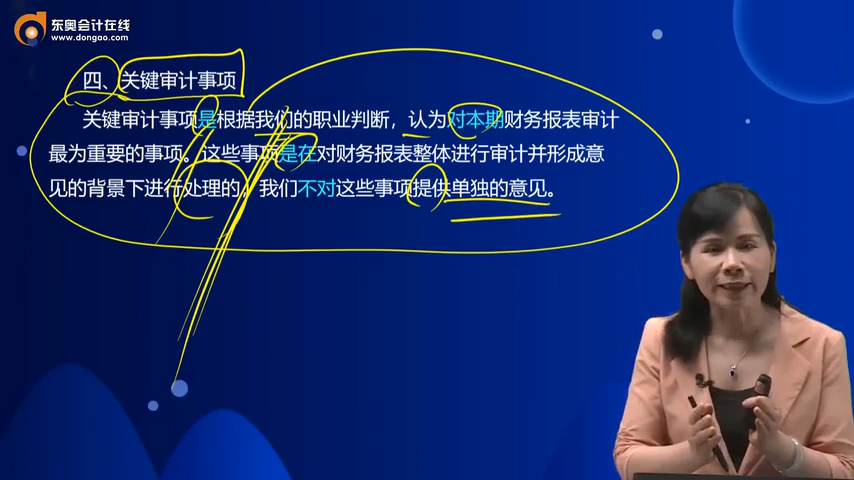 东奥会计在线
www.dongao.com
四、关键审计事项
关键审计事项是根据我们的职业判断，认为对本期财务报表审计
最为重要的事项。这些事项是在对财务报表整体进行审计并形成意
见的背景下进行处理的，我们不对这些事项提供单独的意见。